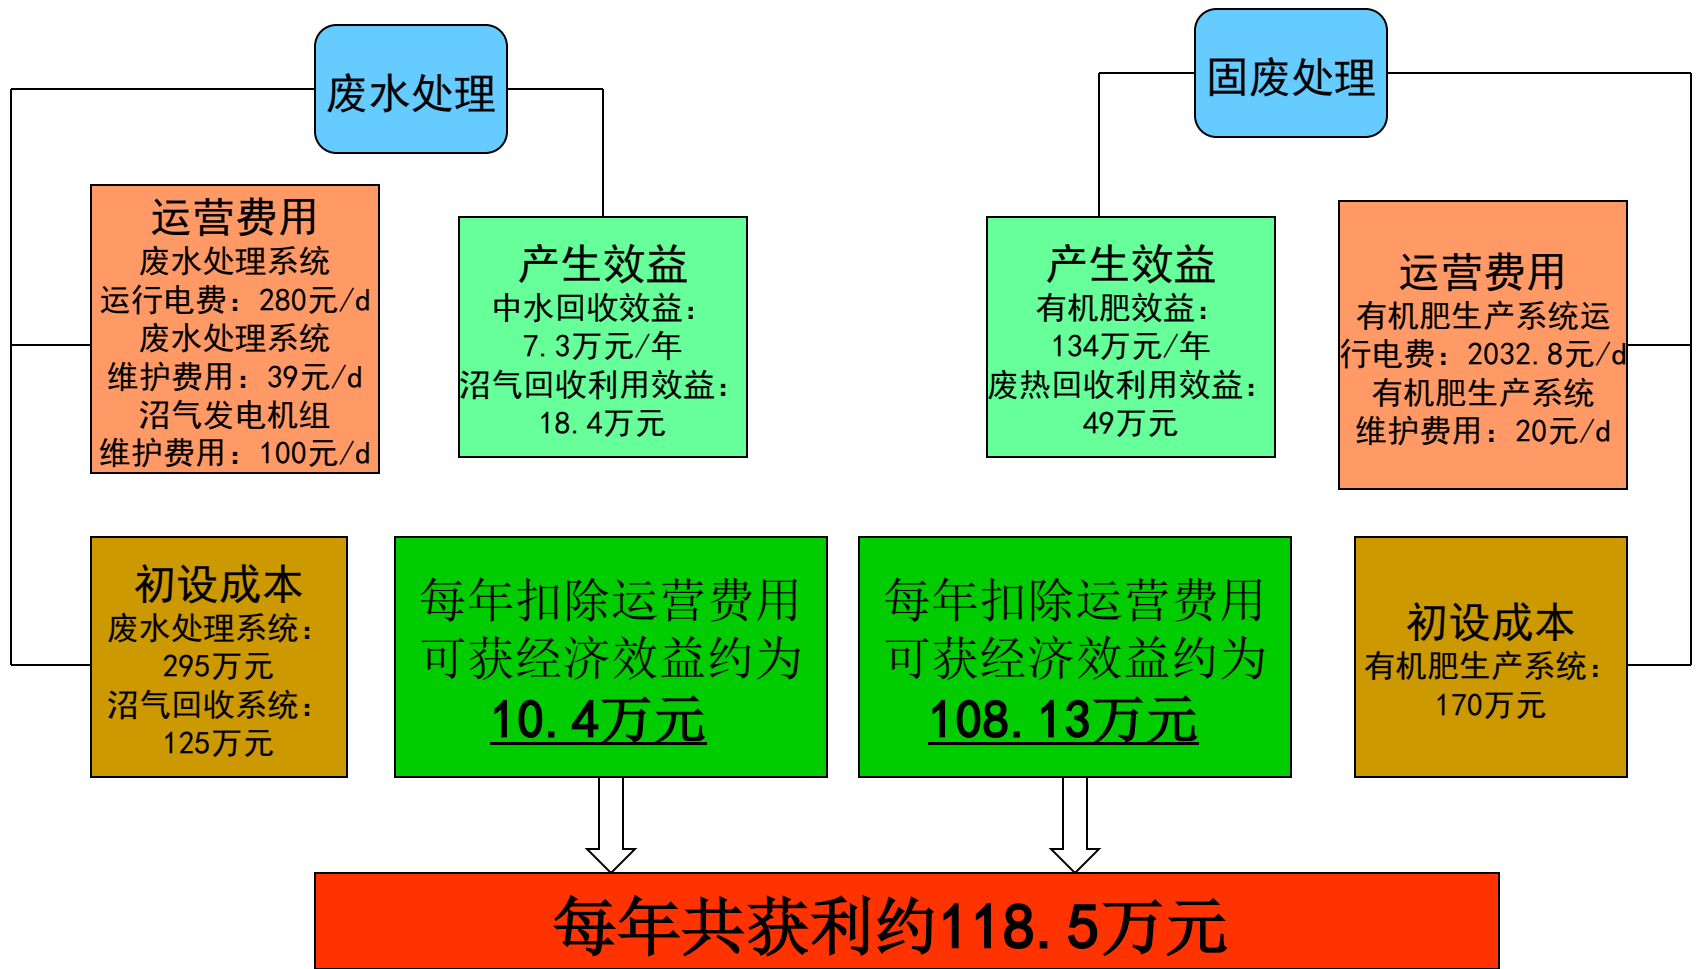 废水处理
运营费用
废水处理系统
运行电费：280元/d
废水处理系统
维护费用：39元/d
沼气发电机组
维护费用：100元/d
产生效益
中水回收效益：
7.3万元/年
沼气回收利用效益：
18.4万元
初设成本
废水处理系统：
295万元
沼气回收系统：
125万元
每年扣除运营费用
可获经济效益约为
10.4万元
固废处理
产生效益
有机肥效益：
134万元/年
废热回收利用效益：
49万元
运营费用
有机肥生产系统运
行电费：2032.8元/d
有机肥生产系统
维护费用：20元/d
每年扣除运营费用
可获经济效益约为
108.13万元
初设成本
有机肥生产系统：
170万元
每年共获利约118.5万元